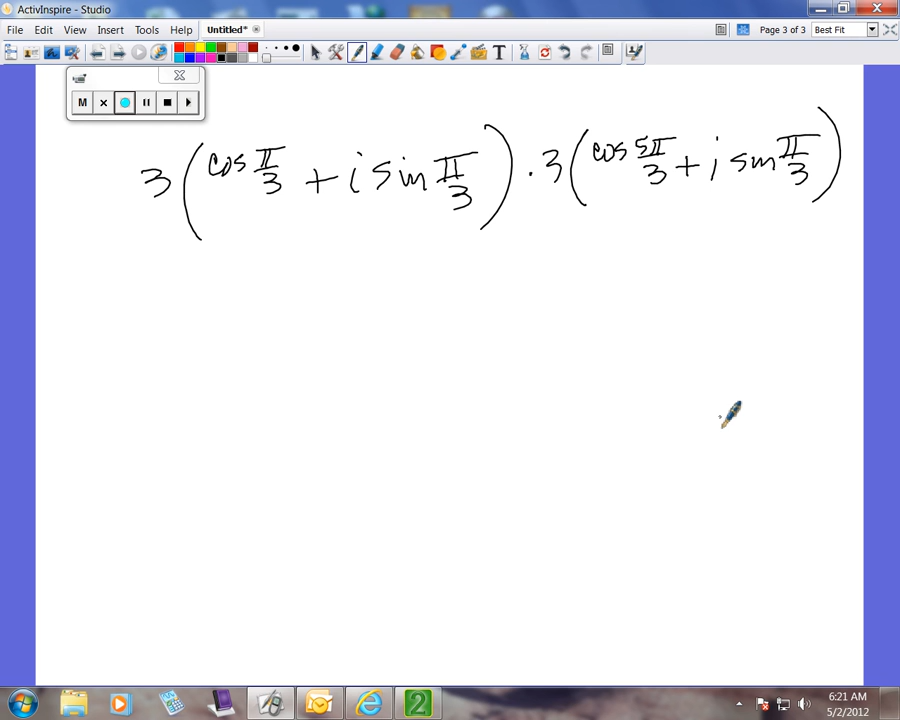 ActivInspire - Studio
File Edit View Insert Tools Help Page 3 of 3 Best Fit
Untitled*
M
3(cos π/3 + i sin π/3) · 3(cos 5π/3 + i sin π/3)
2
6:21 AM
5/2/2012